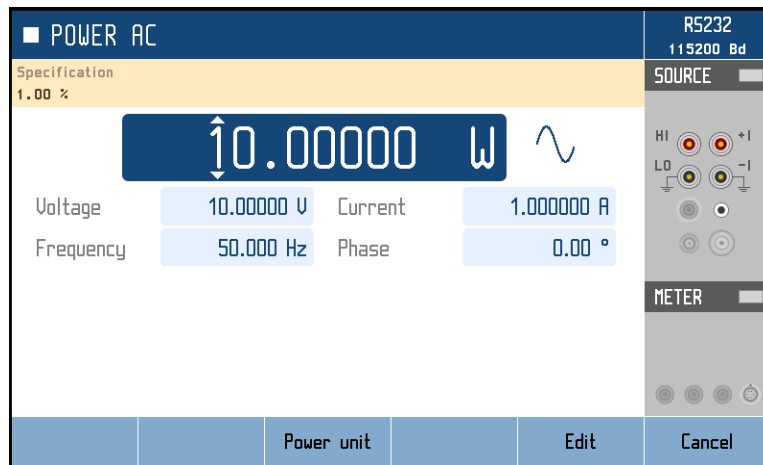 POWER AC
RS232
115200 Bd
Specification
1.00 %
SOURCE
10.00000 W
HI +I
LO -I
Voltage 10.00000 V Current 1.000000 A
Frequency 50.000 Hz Phase 0.00 °
METER
Power unit Edit Cancel